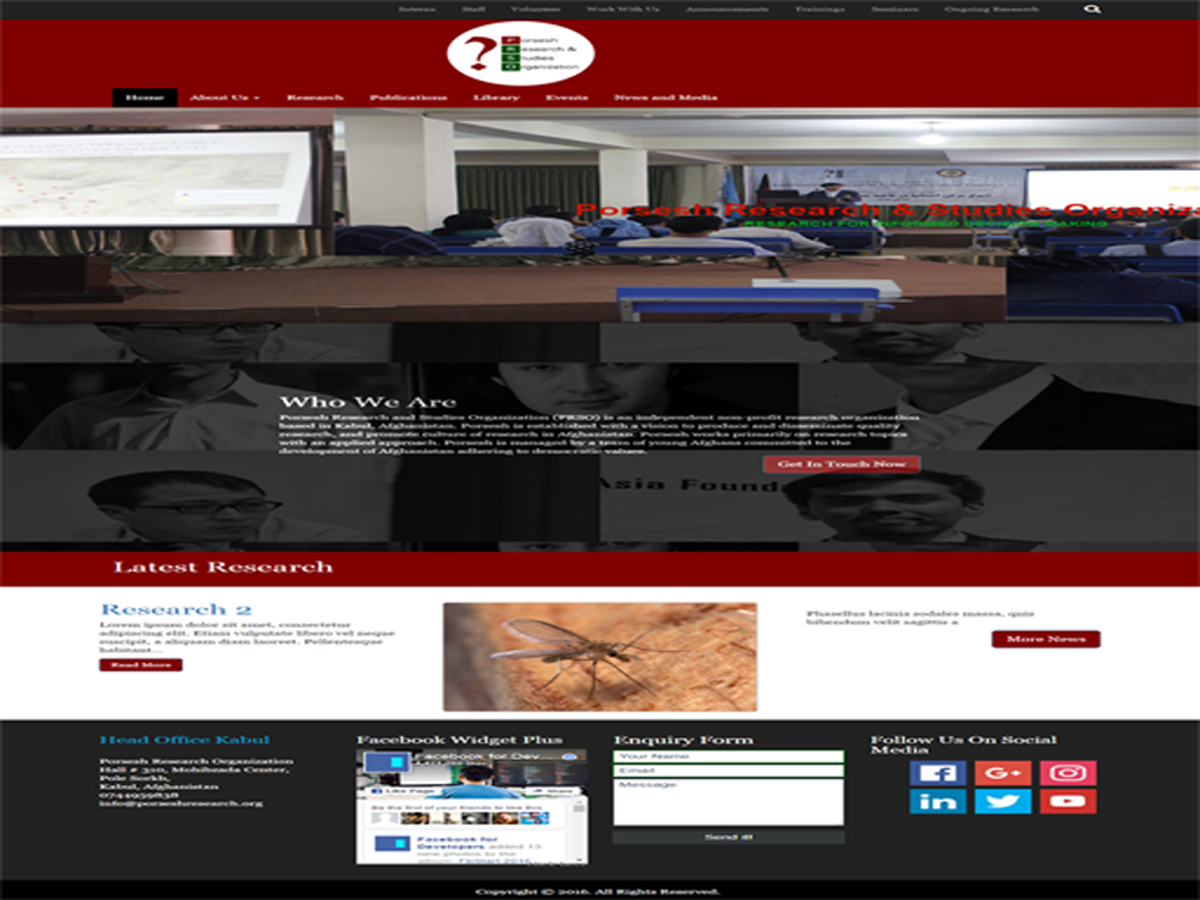 Interns Staff Volunteer Work With Us Announcements Trainings Seminars Ongoing Research
?
Porsesh
Research &
Studies
Organization
Home About Us Research Publications Library Events News and Media
Porsesh Research & Studies Organiz
RESEARCH FOR INFORMED DECISION MAKING
Who We Are
Porsesh Research and Studies Organization (PRSO) is an independent non-profit research organization
based in Kabul, Afghanistan. Porsesh is established with a vision to produce and disseminate quality
research, and promote culture of research in Afghanistan. Porsesh works primarily on research topics
with an applied approach. Porsesh is managed by a team of young Afghans committed to the
development of Afghanistan adhering to democratic values.
Get In Touch Now
Asia Founda
Latest Research
Research 2
Lorem ipsum dolor sit amet, consectetur
adipiscing elit. Etiam vulputate libero vel neque
suscipit, a aliquam diam laoreet. Pellentesque
habitant...
Read More
Phasellus lacinia sodales massa, quis
bibendum velit sagittis a
More News
Head Office Kabul
Porsesh Research Organization
Hall # 310, Mohibzada Center,
Pole Sorkh,
Kabul, Afghanistan
0744939838
info@porseshresearch.org
Facebook Widget Plus
Facebook for Dev...
Like Page Share
Be the first of your friends to like this
Facebook for
Developers added 13
new photos to the
album:
Enquiry Form
Your Name
Email
Message
Send it!
Follow Us On Social
Media
f
G+
in
Copyright © 2016. All Rights Reserved.